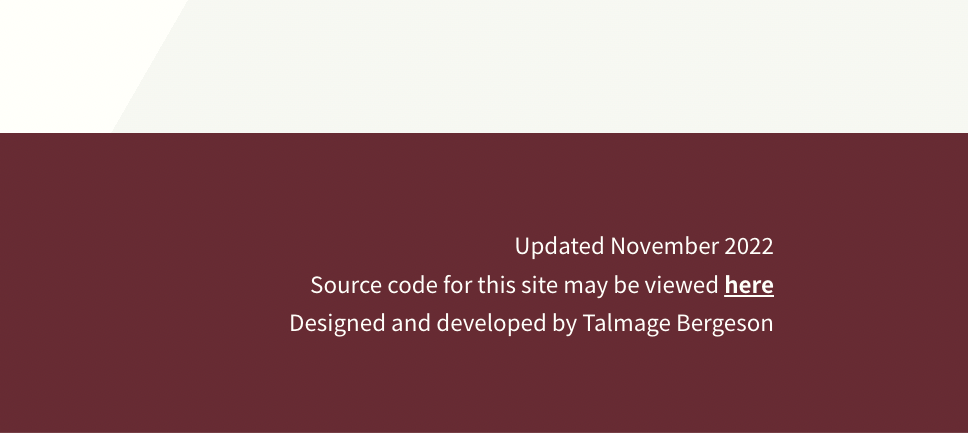 Updated November 2022
Source code for this site may be viewed here
Designed and developed by Talmage Bergeson